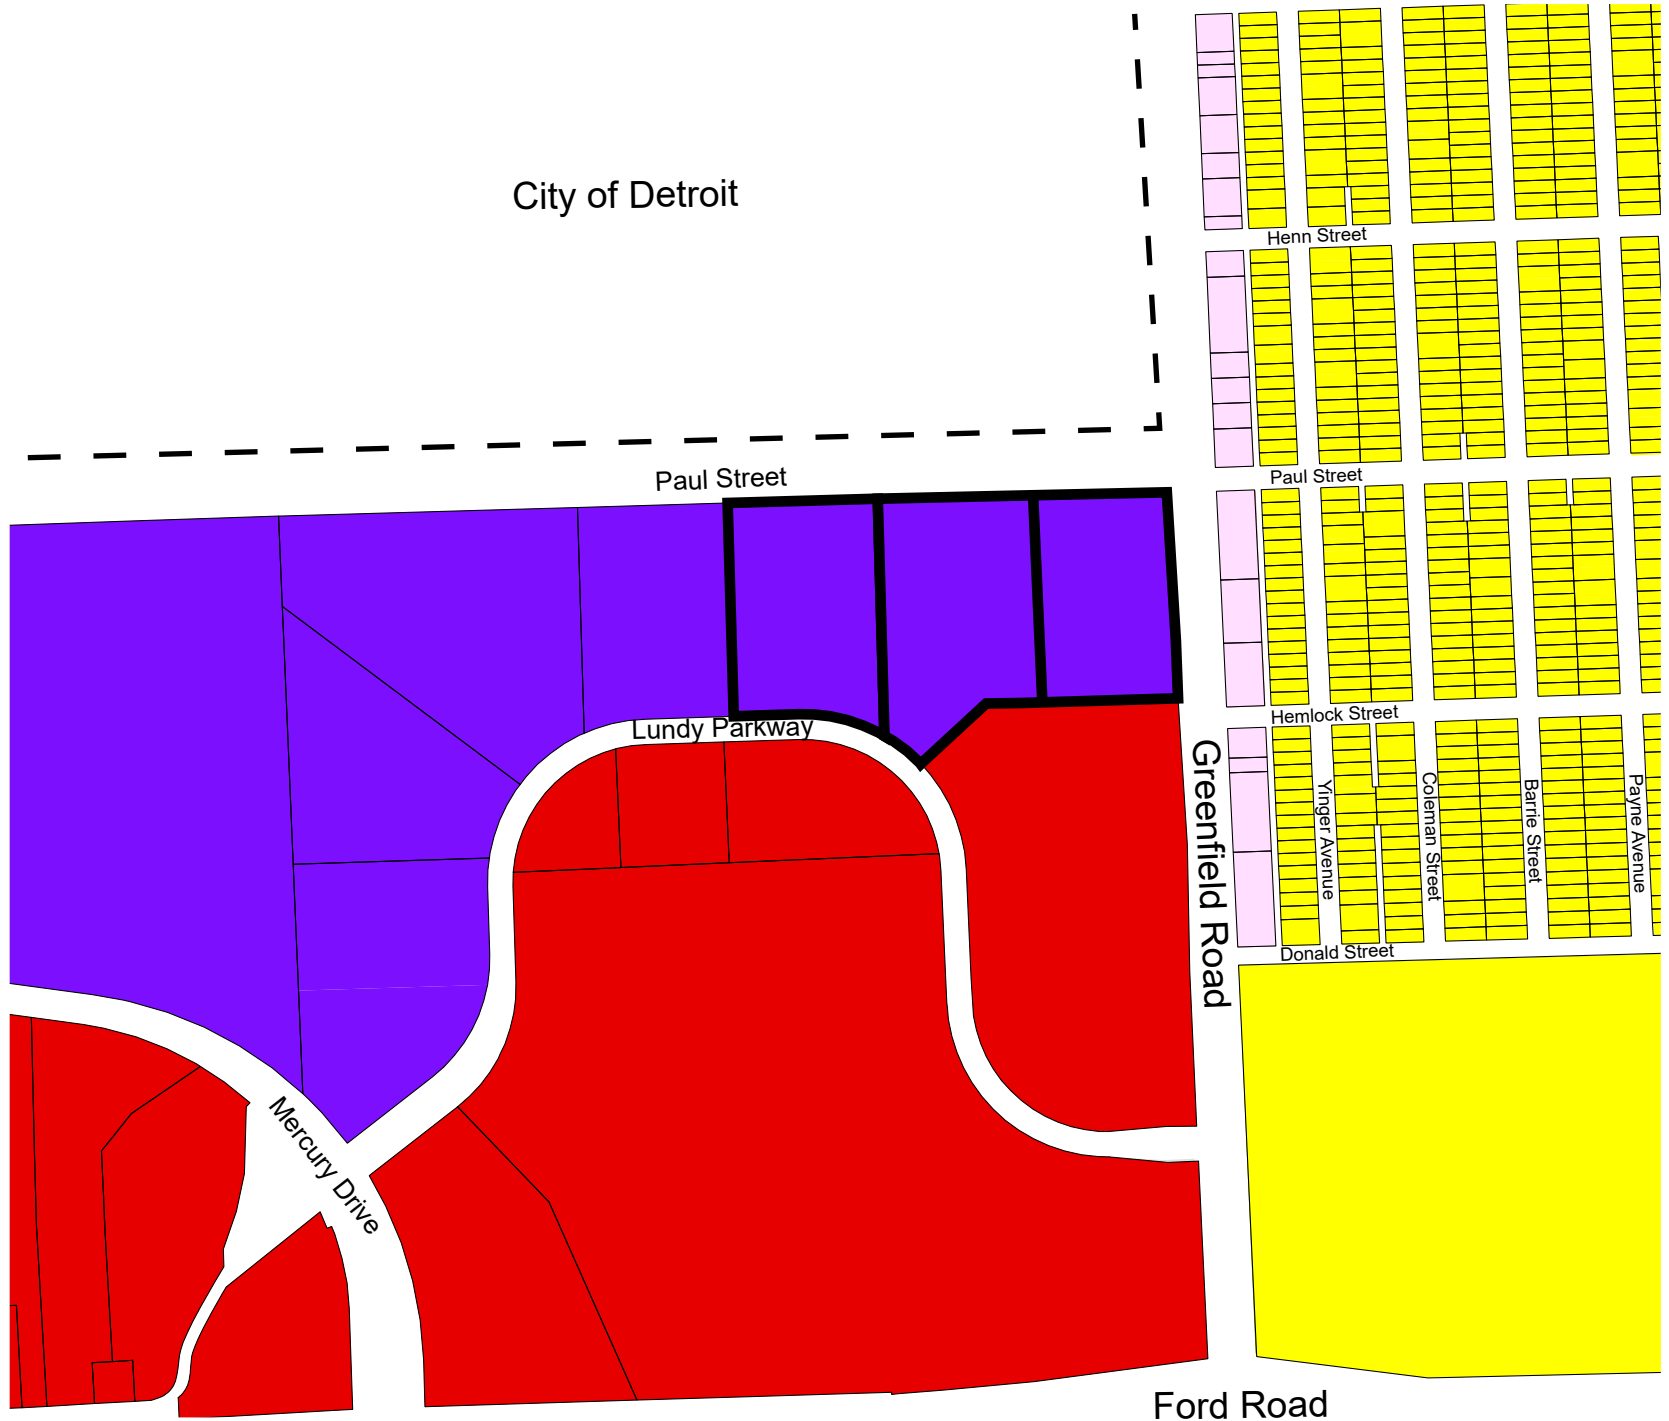 City of Detroit
Henn Street
Paul Street
Paul Street
Hemlock Street
Lundy Parkway
Greenfield Road
Yinger Avenue
Coleman Street
Barrie Street
Payne Avenue
Donald Street
Mercury Drive
Ford Road